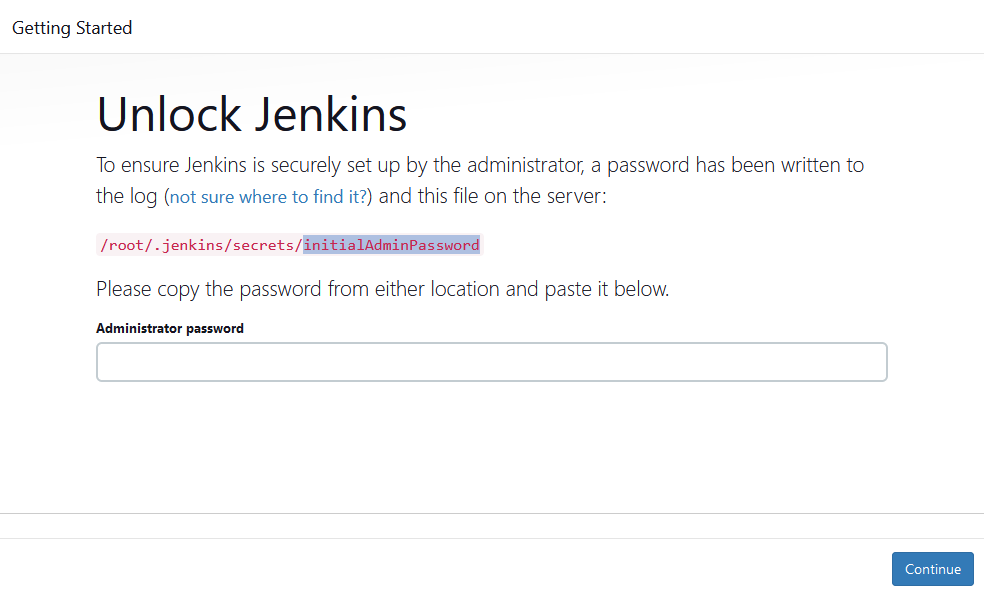 Getting Started
Unlock Jenkins
To ensure Jenkins is securely set up by the administrator, a password has been written to
the log (not sure where to find it?) and this file on the server:
/root/.jenkins/secrets/initialAdminPassword
Please copy the password from either location and paste it below.
Administrator password
Continue